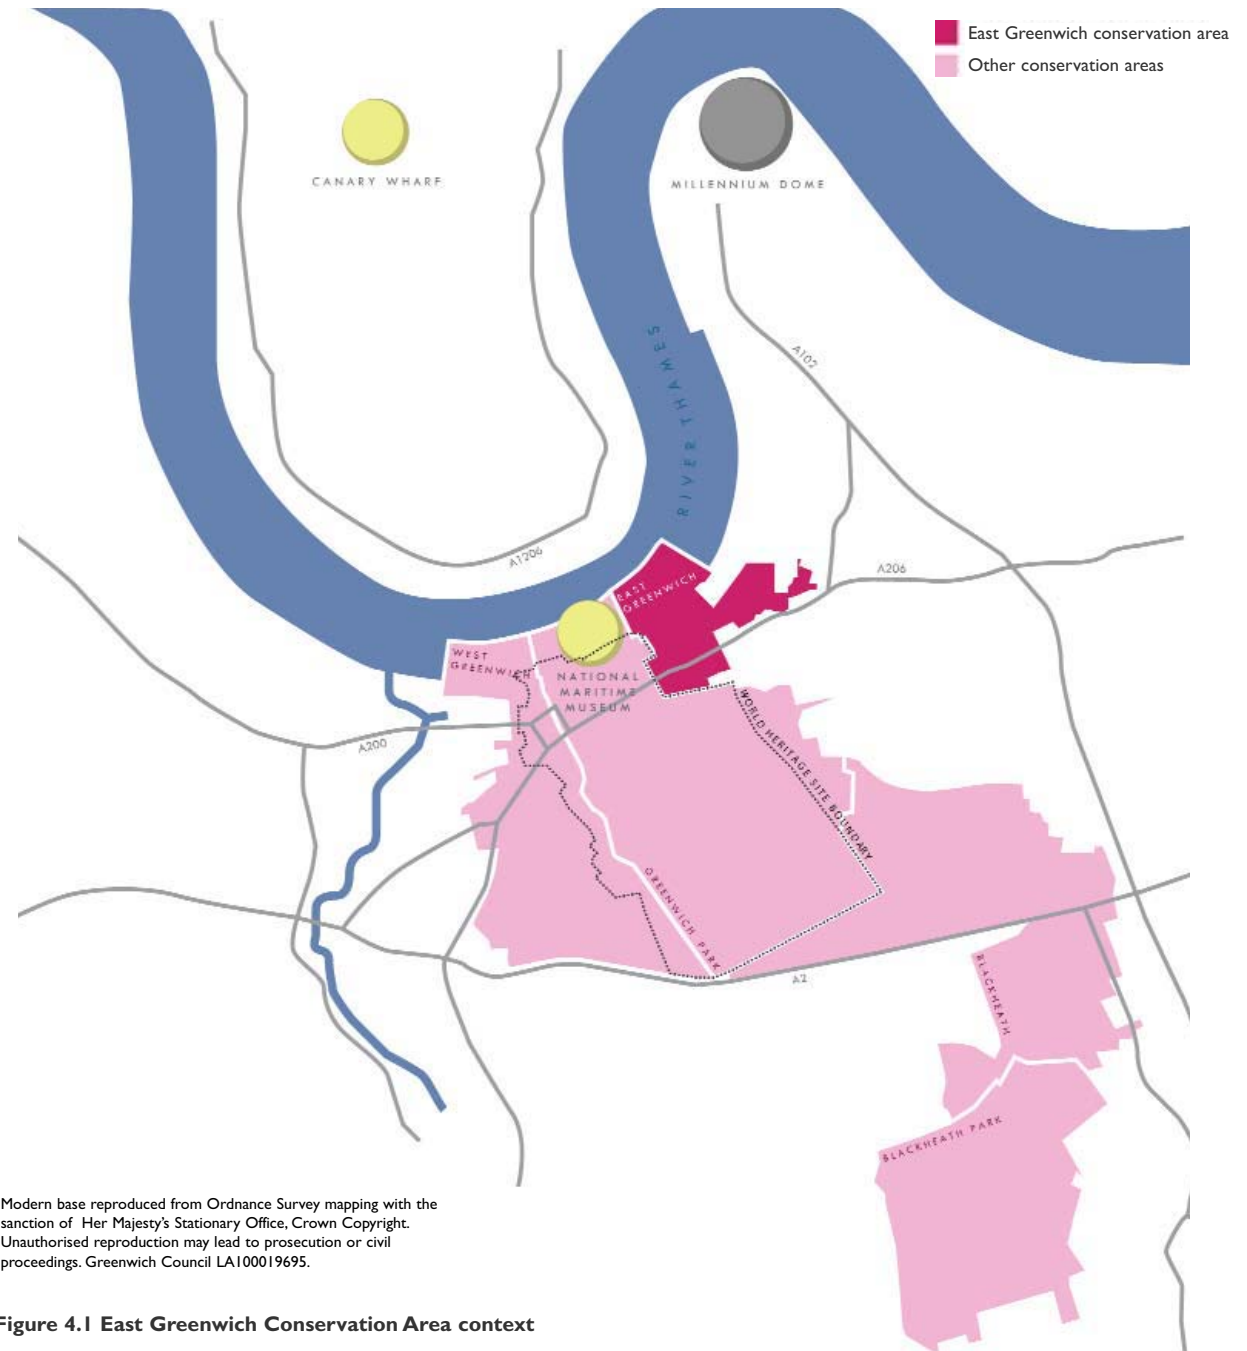 East Greenwich conservation area
Other conservation areas
CANARY WHARF
MILLENNIUM DOME
RIVER THAMES
A102
A1206
A206
EAST
GREENWICH
WEST
GREENWICH
NATIONAL
MARITIME
MUSEUM
A200
WORLD HERITAGE SITE BOUNDARY
GREENWICH PARK
A2
BLACKHEATH
BLACKHEATH PARK
Modern base reproduced from Ordnance Survey mapping with the
sanction of Her Majesty's Stationary Office, Crown Copyright.
Unauthorised reproduction may lead to prosecution or civil
proceedings. Greenwich Council LA100019695.
Figure 4.1 East Greenwich Conservation Area context